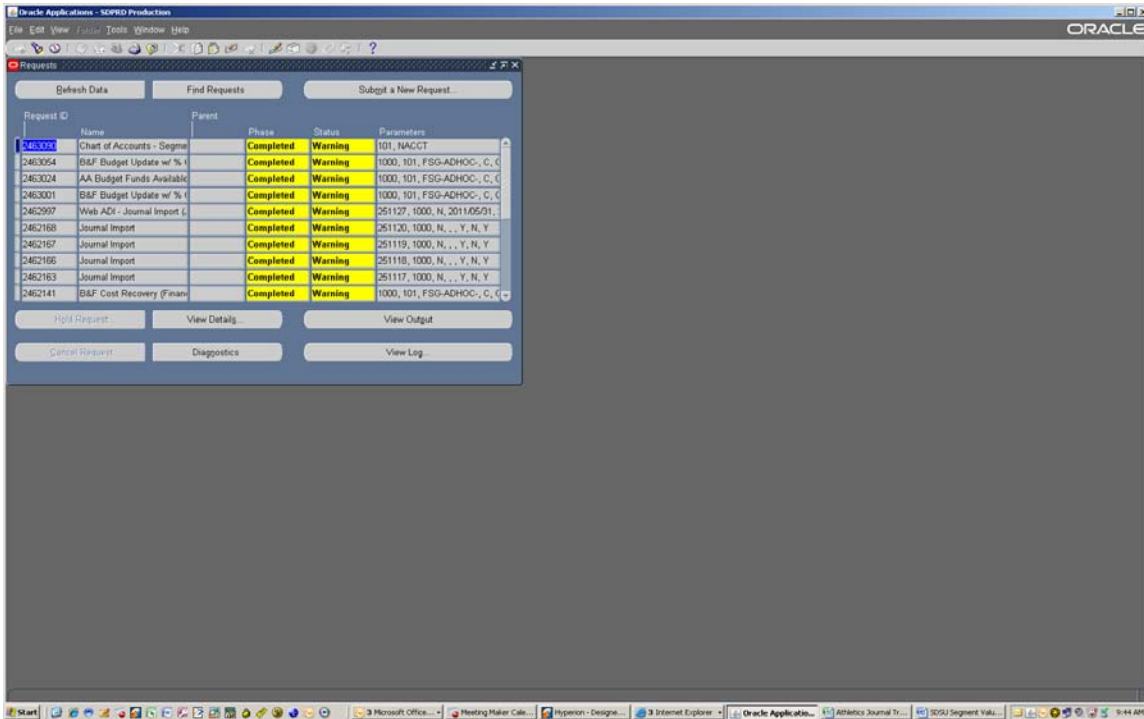 Oracle Applications - SDPRD Production
File Edit View Folder Tools Window Help
ORACLE
Requests
Refresh Data Find Requests Submit a New Request...
Request ID Parent
Name Phase Status Parameters
2463090 Chart of Accounts - Segme Completed Warning 101, NACCT
2463054 B&F Budget Update w/ % Completed Warning 1000, 101, FSG-ADHOC-, C,
2463024 AA Budget Funds Available Completed Warning 1000, 101, FSG-ADHOC-, C,
2463001 B&F Budget Update w/ % Completed Warning 1000, 101, FSG-ADHOC-, C,
2462997 Web ADI - Journal Import ( Completed Warning 251127, 1000, N, 2011/05/31,
2462168 Journal Import Completed Warning 251120, 1000, N, , , Y, N, Y
2462167 Journal Import Completed Warning 251119, 1000, N, , , Y, N, Y
2462166 Journal Import Completed Warning 251118, 1000, N, , , Y, N, Y
2462163 Journal Import Completed Warning 251117, 1000, N, , , Y, N, Y
2462141 B&F Cost Recovery (Finan Completed Warning 1000, 101, FSG-ADHOC-, C,
Hold Request... View Details... View Output
Cancel Request Diagnostics View Log...
Start 3 Microsoft Office... Meeting Maker Cale... Hyperion - Designe... 3 Internet Explorer Oracle Applicatio... Athletics Journal Tr... SDSU Segment Valu... 9:44 AM